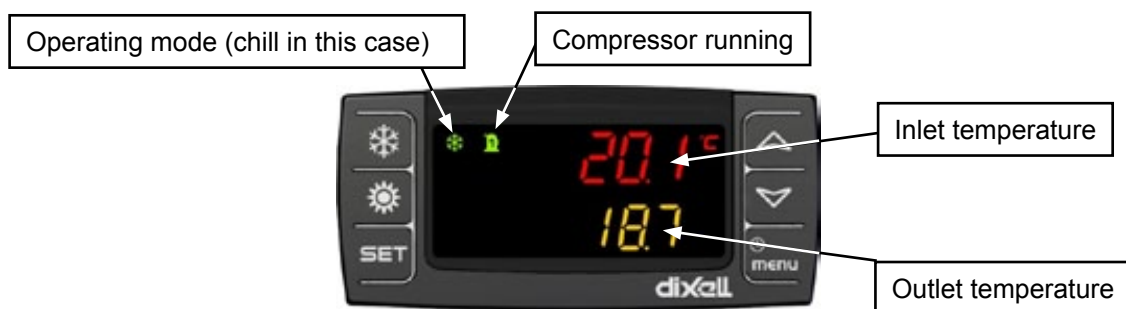 Operating mode (chill in this case)
Compressor running
20.1 °C
Inlet temperature
18.7
SET
menu
dixell
Outlet temperature